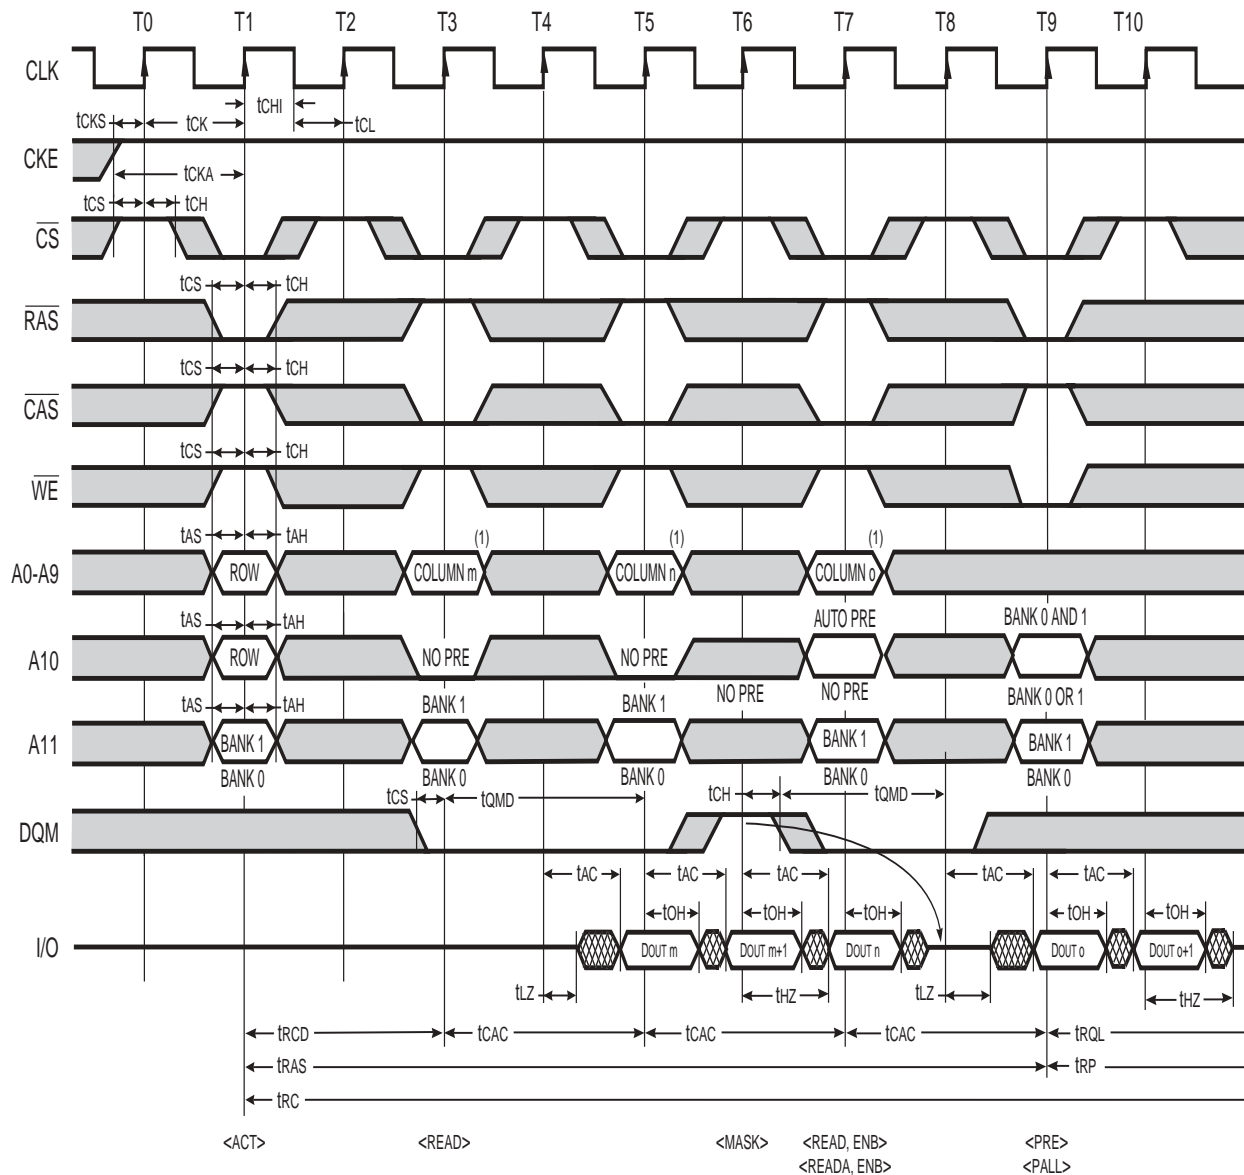 T0 T1 T2 T3 T4 T5 T6 T7 T8 T9 T10
CLK
tCHI
tCKS tCK tCL
CKE
tCKA
tCS tCH
CS
tCS tCH
RAS
tCS tCH
CAS
tCS tCH
WE
tAS tAH (1) (1) (1)
A0-A9 ROW COLUMN m COLUMN n COLUMN o
tAS tAH AUTO PRE BANK 0 AND 1
A10 ROW NO PRE NO PRE
NO PRE NO PRE BANK 0 OR 1
tAS tAH BANK 1 BANK 1
A11 BANK 1 BANK 1 BANK 1
BANK 0 BANK 0 BANK 0 BANK 0 BANK 0
tCS tQMD tCH tQMD
DQM
tAC tAC tAC tAC tAC
tOH tOH tOH tOH tOH
I/O DOUT m DOUT m+1 DOUT n DOUT o DOUT o+1
tLZ tHZ tLZ tHZ
tRCD tCAC tCAC tCAC tRQL
tRAS tRP
tRC
<ACT> <READ> <MASK> <READ, ENB> <PRE>
<READA, ENB> <PALL>